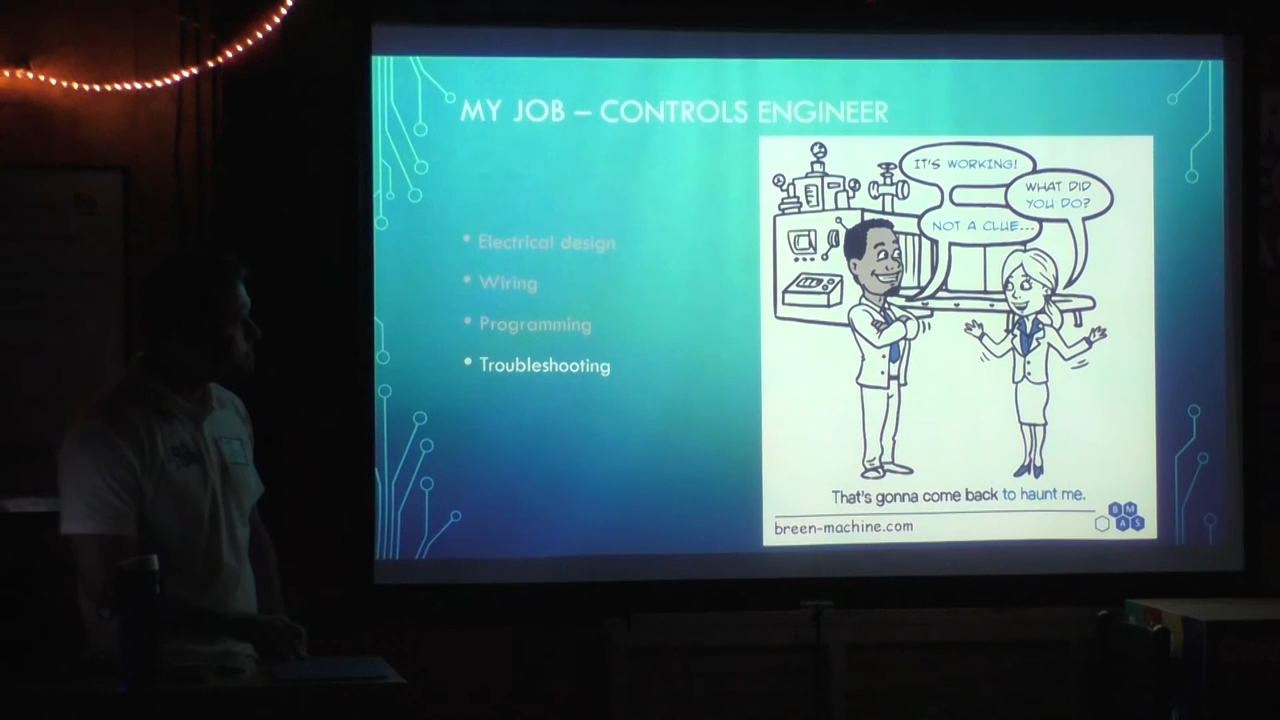 MY JOB – CONTROLS ENGINEER
• Electrical design
• Wiring
• Programming
• Troubleshooting
IT'S WORKING!
WHAT DID
YOU DO?
NOT A CLUE...
That's gonna come back to haunt me.
breen-machine.com
B M
A S